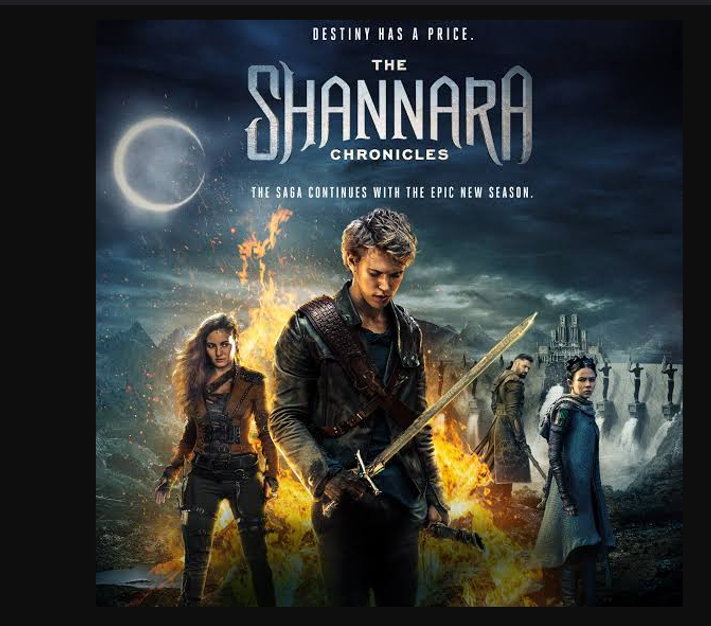 DESTINY HAS A PRICE.
THE
SHANNARA
CHRONICLES
THE SAGA CONTINUES WITH THE EPIC NEW SEASON.